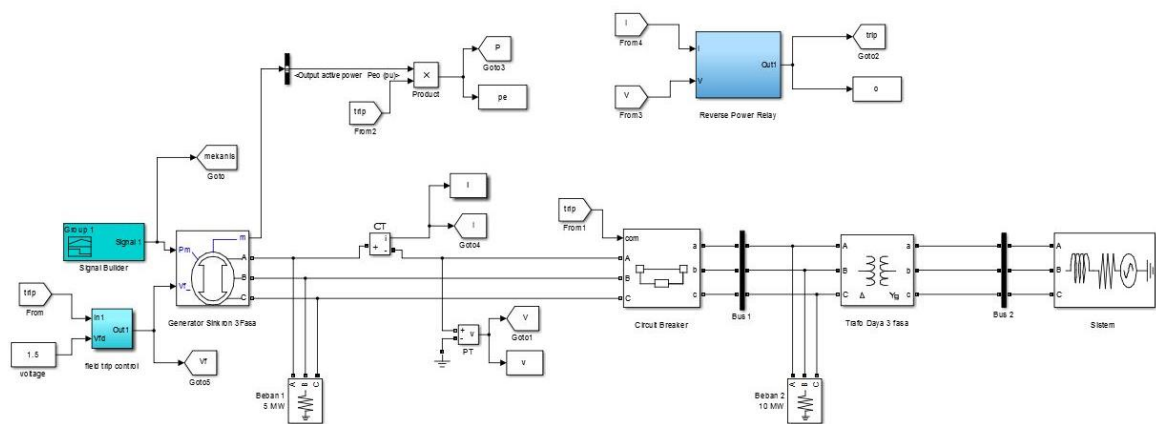 I
From4
V
From3
I
V
Out1
Reverse Power Relay
trip
Goto2
o
<Output active power Peo (pu)>
×
Product
P
Goto3
pe
trip
From2
mekanis
Goto
Group 1
Signal 1
Signal Builder
Pm
Vf_
m
A
B
C
Generator Sinkron 3 Fasa
trip
From
1.5
voltage
In1
Vfd
Out1
field trip control
Vf
Goto5
CT
+
-
i
I
I
Goto4
+
-
v
PT
V
Goto1
v
A
B
C
Beban 1
5 MW
trip
From1
com
A
B
C
a
b
c
Circuit Breaker
Bus 1
A
B
C
Beban 2
10 MW
A
B
C
a
b
c
Δ
Yg
Trafo Daya 3 fasa
Bus 2
A
B
C
Sistem